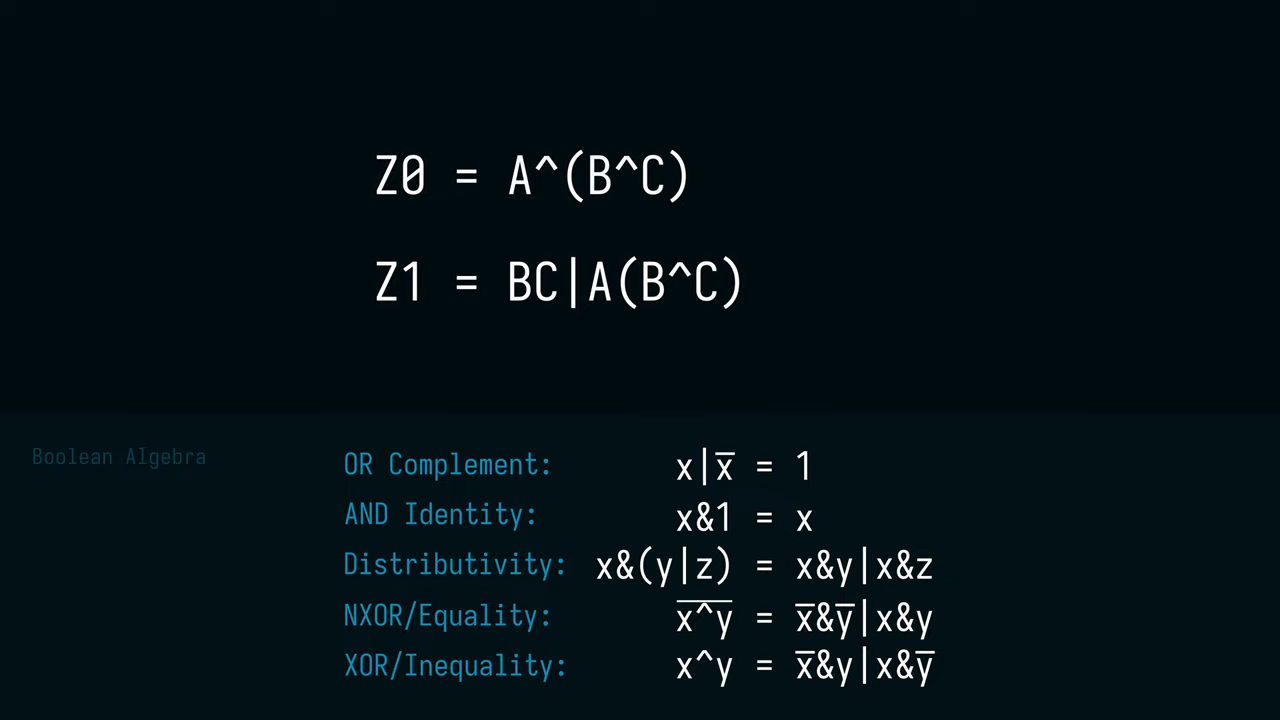 Z0 = A^(B^C)
Z1 = BC|A(B^C)
Boolean Algebra
OR Complement: x|x̅ = 1
AND Identity: x&1 = x
Distributivity: x&(y|z) = x&y|x&z
NXOR/Equality: x̅^̅y̅ = x̅&y̅|x&y
XOR/Inequality: x^y = x̅&y|x&y̅